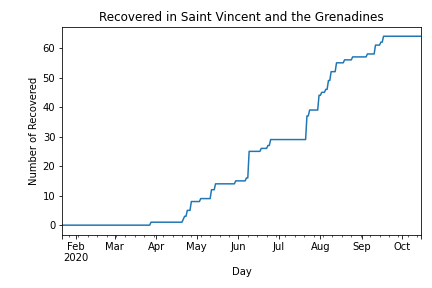 Recovered in Saint Vincent and the Grenadines
Number of Recovered
60
50
40
30
20
10
0
Feb Mar Apr May Jun Jul Aug Sep Oct
2020
Day